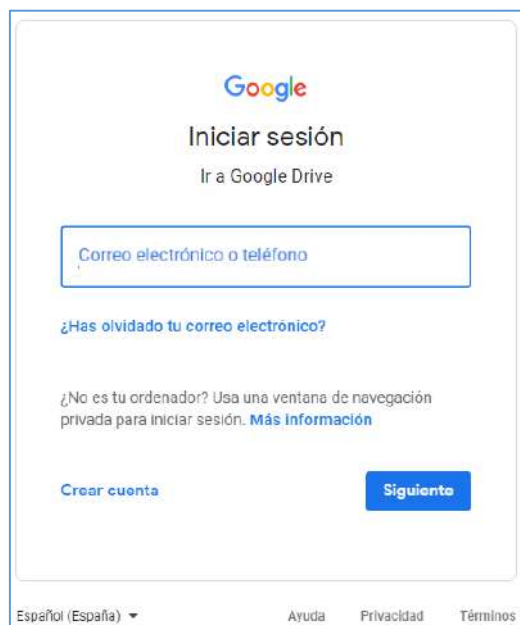 Google
Iniciar sesión
Ir a Google Drive
Correo electrónico o teléfono
¿Has olvidado tu correo electrónico?
¿No es tu ordenador? Usa una ventana de navegación
privada para iniciar sesión. Más información
Crear cuenta
Siguiente
Español (España)
Ayuda
Privacidad
Términos